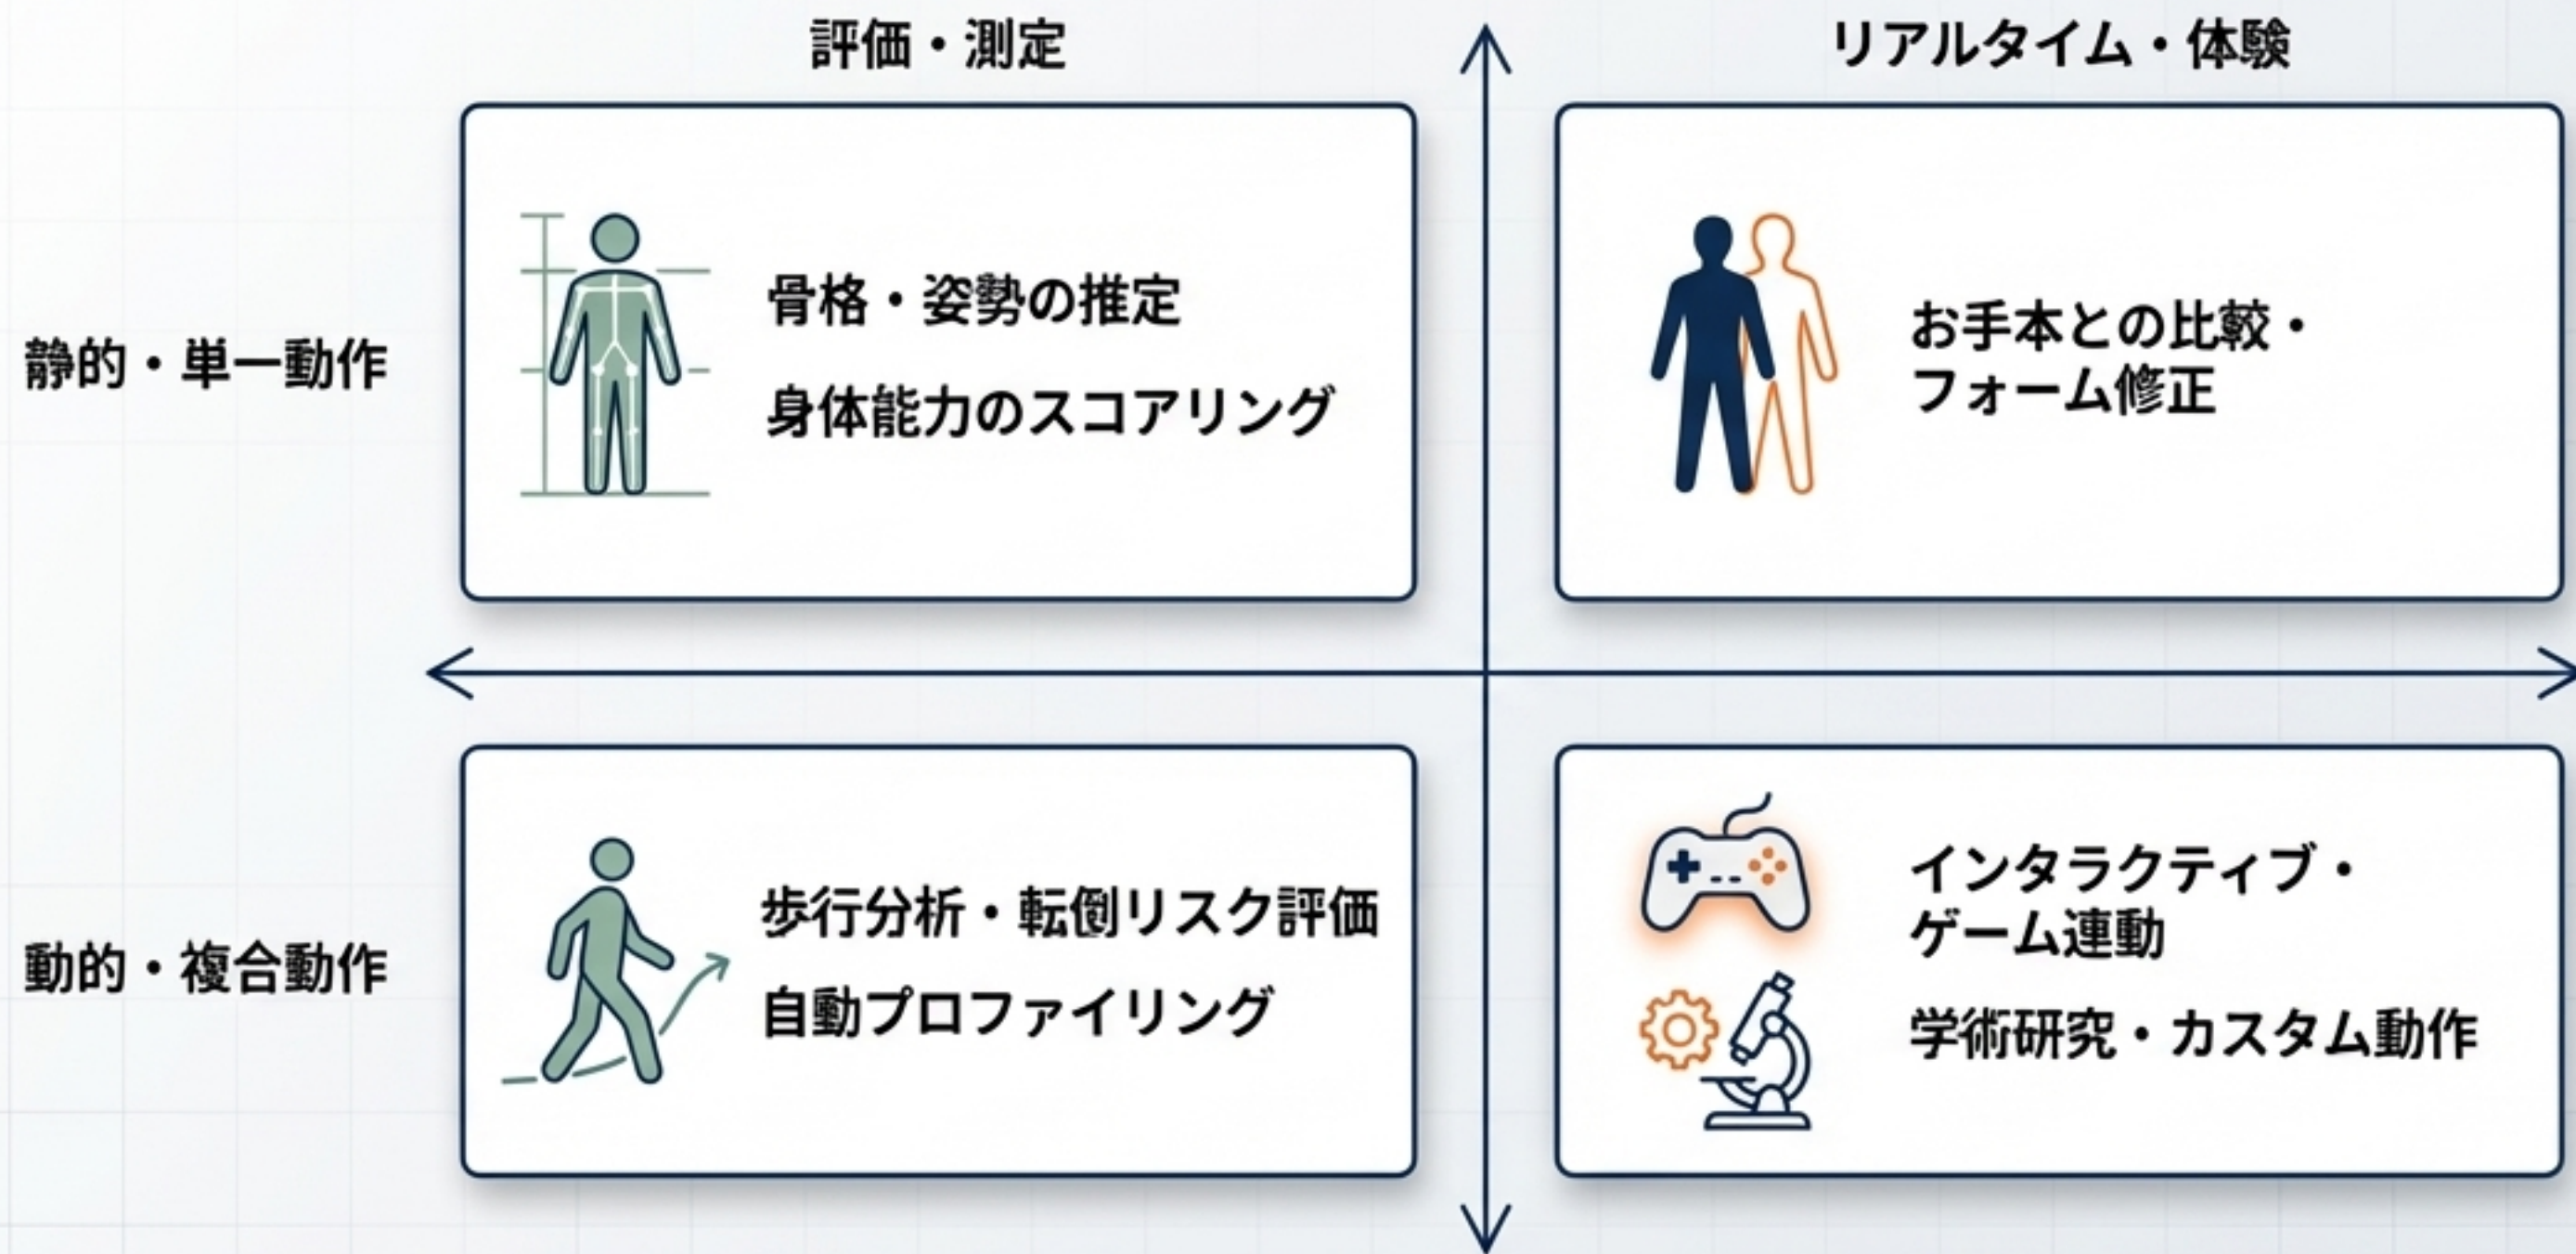 評価・測定
リアルタイム・体験
静的・単一動作
骨格・姿勢の推定
身体能力のスコアリング
お手本との比較・
フォーム修正
動的・複合動作
歩行分析・転倒リスク評価
自動プロファイリング
インタラクティブ・
ゲーム連動
学術研究・カスタム動作